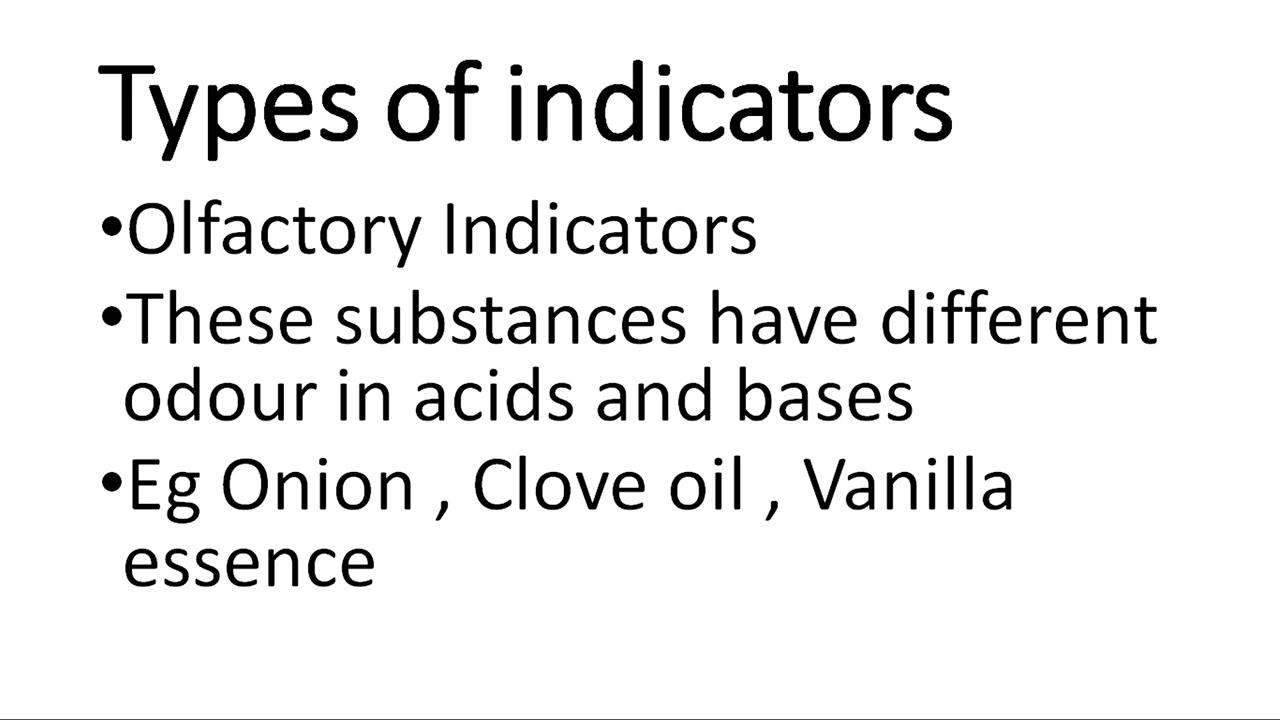 Types of indicators
•Olfactory Indicators
•These substances have different
odour in acids and bases
•Eg Onion , Clove oil , Vanilla
essence